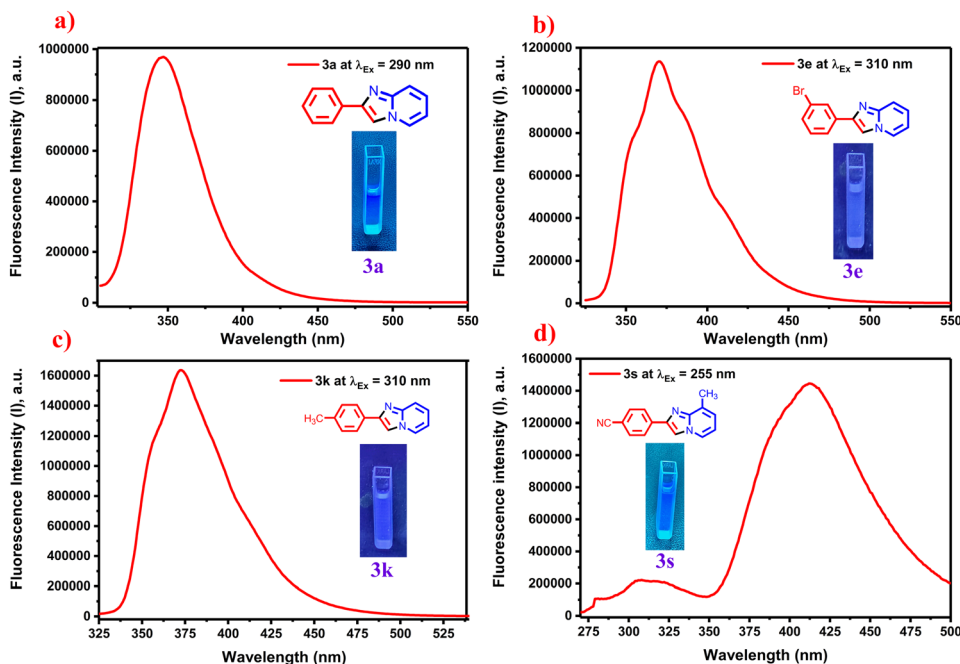 a)
Fluorescence Intensity (I), a.u.
1000000
800000
600000
400000
200000
0
350 400 450 500 550
Wavelength (nm)
3a at λEx = 290 nm
N
N
3a
b)
Fluorescence Intensity (I), a.u.
1200000
1000000
800000
600000
400000
200000
0
350 400 450 500 550
Wavelength (nm)
3e at λEx = 310 nm
Br
N
N
3e
c)
Fluorescence Intensity (I), a.u.
1600000
1400000
1200000
1000000
800000
600000
400000
200000
0
325 350 375 400 425 450 475 500 525
Wavelength (nm)
3k at λEx = 310 nm
H3C
N
N
3k
d)
Fluorescence Intensity (I), a.u.
1600000
1400000
1200000
1000000
800000
600000
400000
200000
0
275 300 325 350 375 400 425 450 475 500
Wavelength (nm)
3s at λEx = 255 nm
CH3
NC
N
N
3s